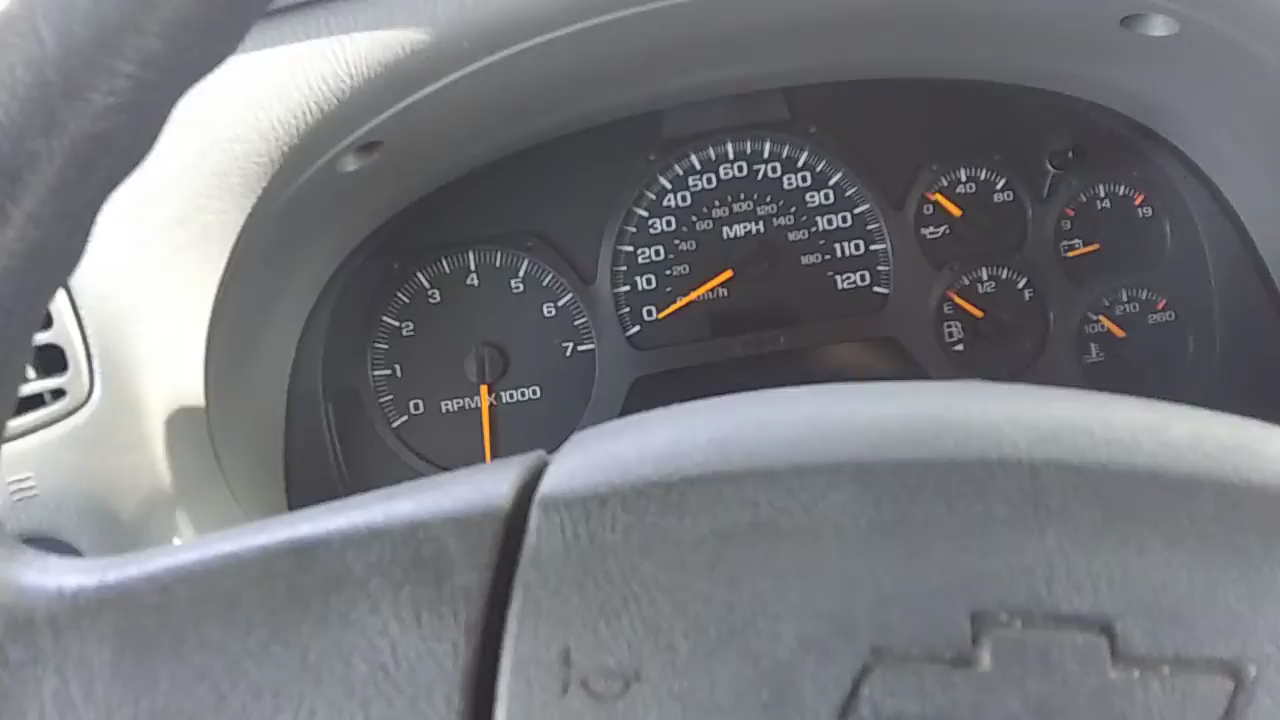 0 1 2 3 4 5 6 7
RPM X 1000
0 10 20 30 40 50 60 70 80 90 100 110 120
MPH
20 40 60 80 100 120 140 160 180
0 km/h
0 40 80
9 14 19
E 1/2 F
100 210 260